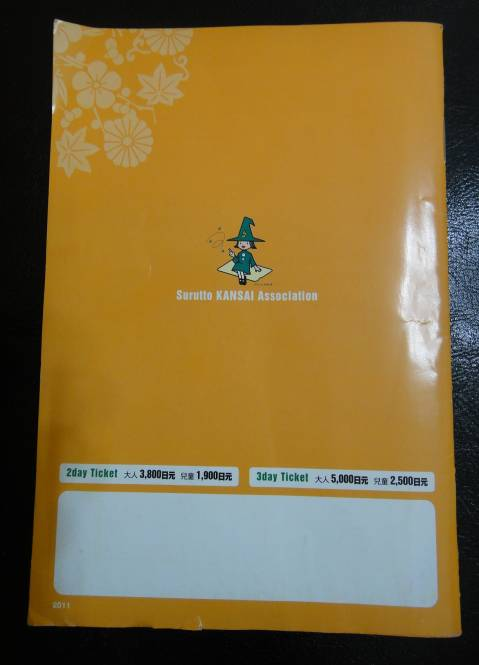 Surutto KANSAI Association
2day Ticket 大人 3,800日元 兒童 1,900日元
3day Ticket 大人 5,000日元 兒童 2,500日元
2011